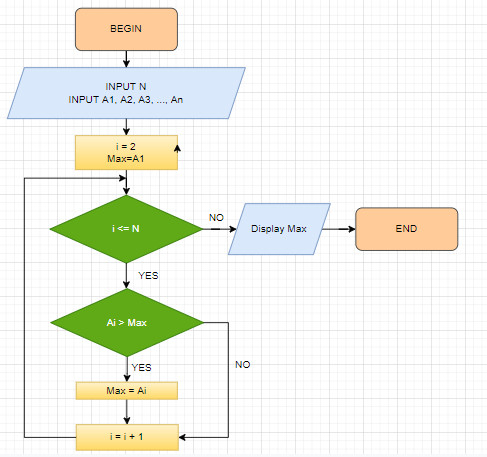 BEGIN
INPUT N
INPUT A1, A2, A3, ..., An
i = 2
Max=A1
i <= N
NO
Display Max
END
YES
Ai > Max
YES
NO
Max = Ai
i = i + 1